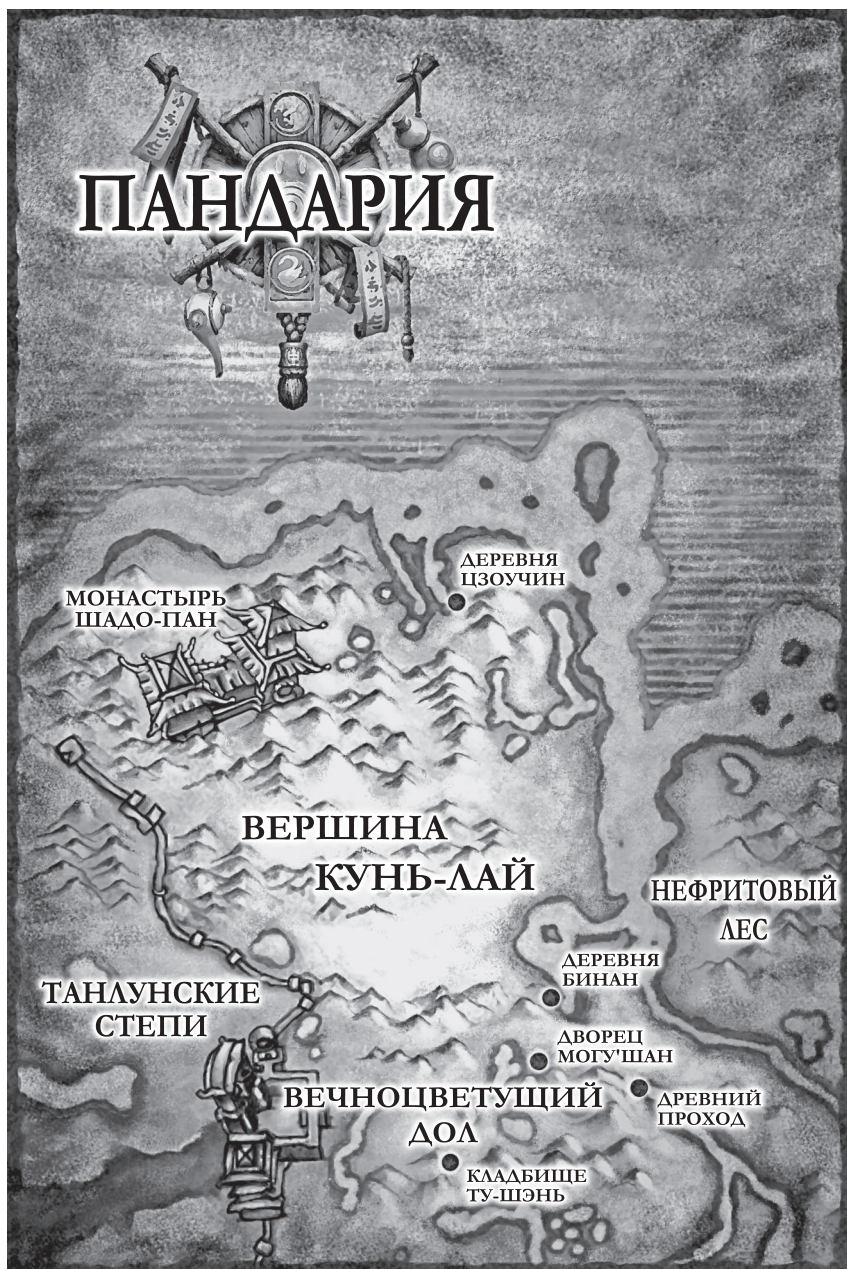 ПАНДАРИЯ
ДЕРЕВНЯ
ЦЗОУЧИН
МОНАСТЫРЬ
ШАДО-ПАН
ВЕРШИНА
КУНЬ-ЛАЙ
НЕФРИТОВЫЙ
ЛЕС
ДЕРЕВНЯ
БИНАН
ТАНЛУНСКИЕ
СТЕПИ
ДВОРЕЦ
МОГУ'ШАН
ВЕЧНОЦВЕТУЩИЙ
ДОЛ
ДРЕВНИЙ
ПРОХОД
КЛАДБИЩЕ
ТУ-ШЭНЬ